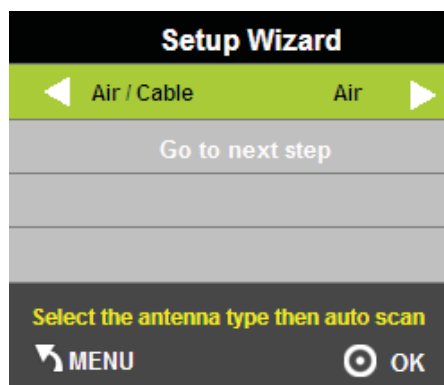 Setup Wizard
Air / Cable Air
Go to next step
Select the antenna type then auto scan
MENU OK